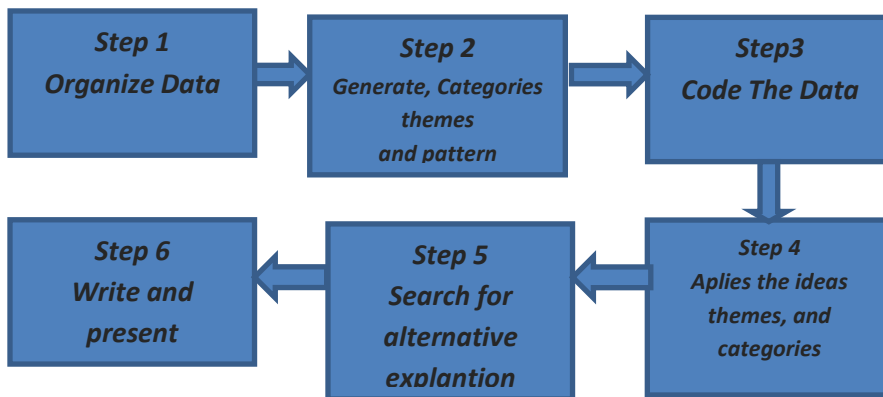 Step 1
Organize Data
Step 2
Generate, Categories
themes
and pattern
Step3
Code The Data
Step 4
Aplies the ideas
themes, and
categories
Step 5
Search for
alternative
explantion
Step 6
Write and
present